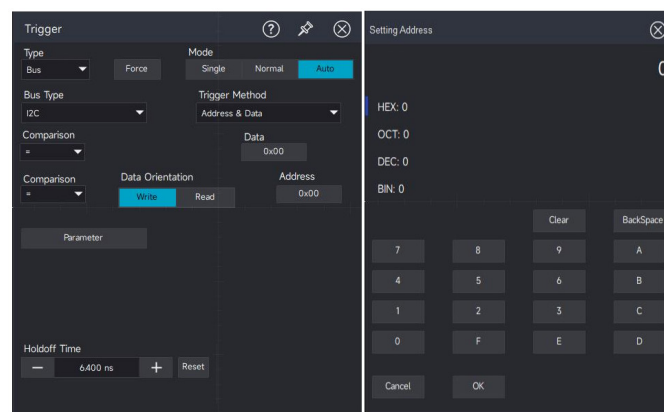 Trigger
?
Type
Mode
Bus
Force
Single Normal Auto
Bus Type
Trigger Method
I2C
Address & Data
Comparison
Data
=
0x00
Comparison
Data Orientation
Address
=
Write Read
0x00
Parameter
Holdoff Time
— 6.400 ns + Reset
Setting Address
0
HEX: 0
OCT: 0
DEC: 0
BIN: 0
Clear BackSpace
7 8 9 A
4 5 6 B
1 2 3 C
0 F E D
Cancel OK